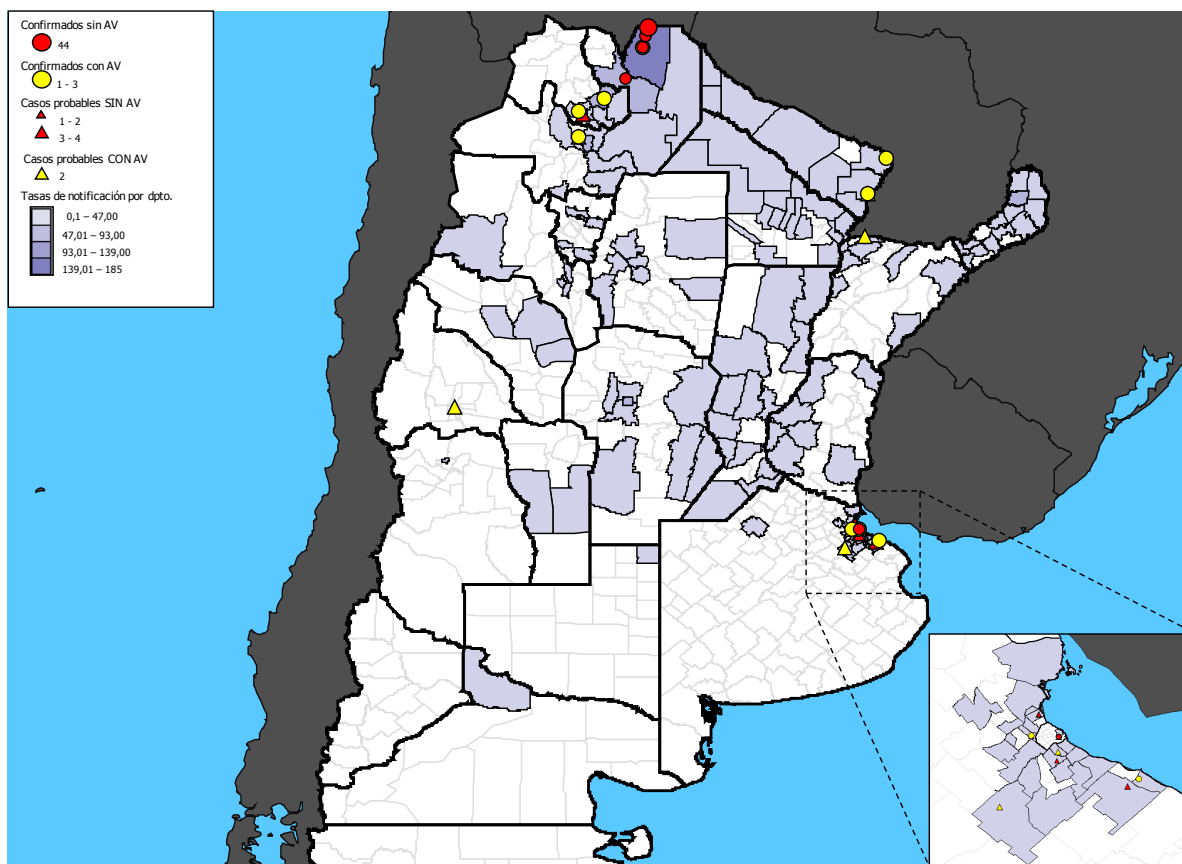 Confirmados sin AV
44
Confirmados con AV
1 - 3
Casos probables SIN AV
1 - 2
3 - 4
Casos probables CON AV
2
Tasas de notificación por dpto.
0,1 – 47,00
47,01 – 93,00
93,01 – 139,00
139,01 – 185